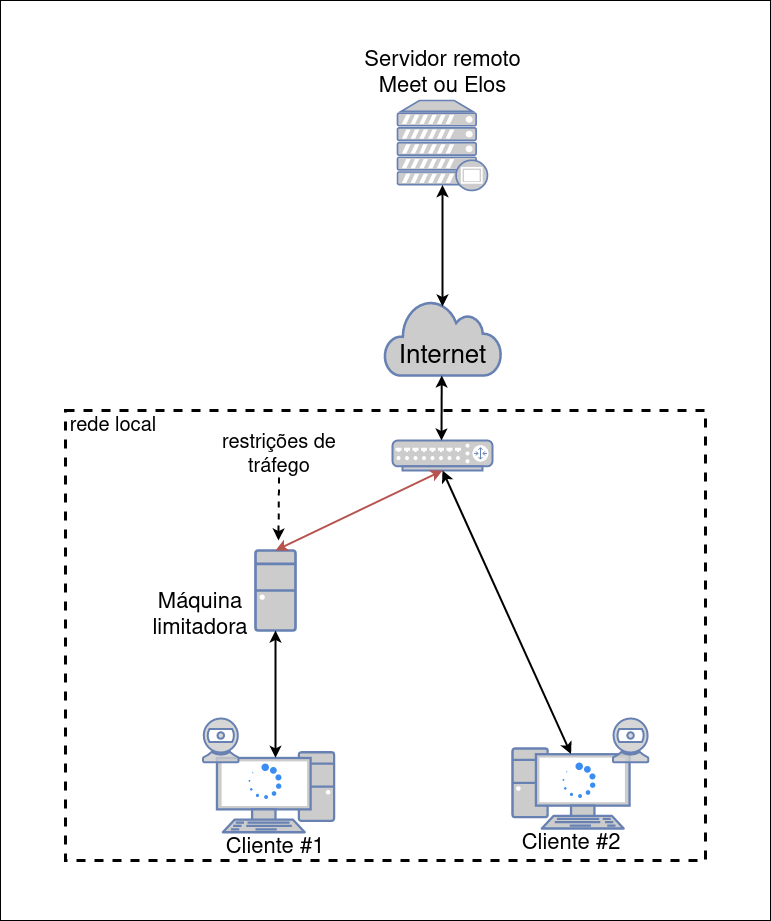 Servidor remoto
Meet ou Elos
Internet
rede local
restrições de
tráfego
Máquina
limitadora
Cliente #1
Cliente #2